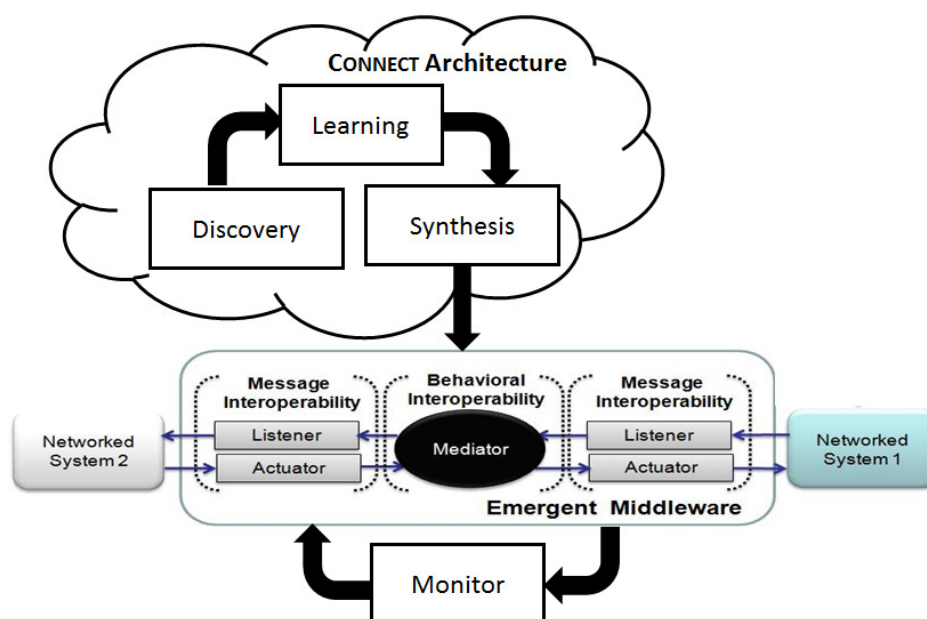 CONNECT Architecture
Learning
Discovery
Synthesis
Message
Interoperability
Behavioral
Interoperability
Message
Interoperability
Networked
System 2
Listener
Actuator
Mediator
Listener
Actuator
Networked
System 1
Emergent Middleware
Monitor